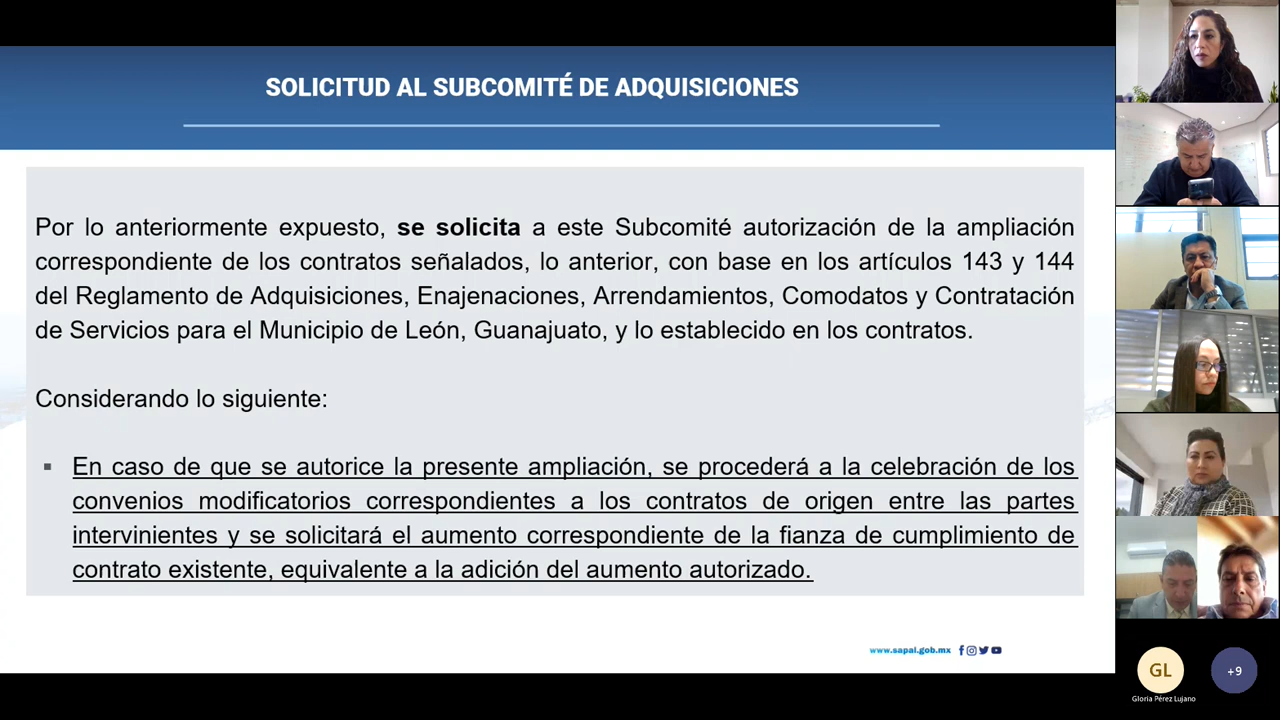 SOLICITUD AL SUBCOMITÉ DE ADQUISICIONES
Por lo anteriormente expuesto, se solicita a este Subcomité autorización de la ampliación
correspondiente de los contratos señalados, lo anterior, con base en los artículos 143 y 144
del Reglamento de Adquisiciones, Enajenaciones, Arrendamientos, Comodatos y Contratación
de Servicios para el Municipio de León, Guanajuato, y lo establecido en los contratos.
Considerando lo siguiente:
▪ En caso de que se autorice la presente ampliación, se procederá a la celebración de los
convenios modificatorios correspondientes a los contratos de origen entre las partes
intervinientes y se solicitará el aumento correspondiente de la fianza de cumplimiento de
contrato existente, equivalente a la adición del aumento autorizado.
www.sapal.gob.mx
GL
+9
Gloria Pérez Lujano